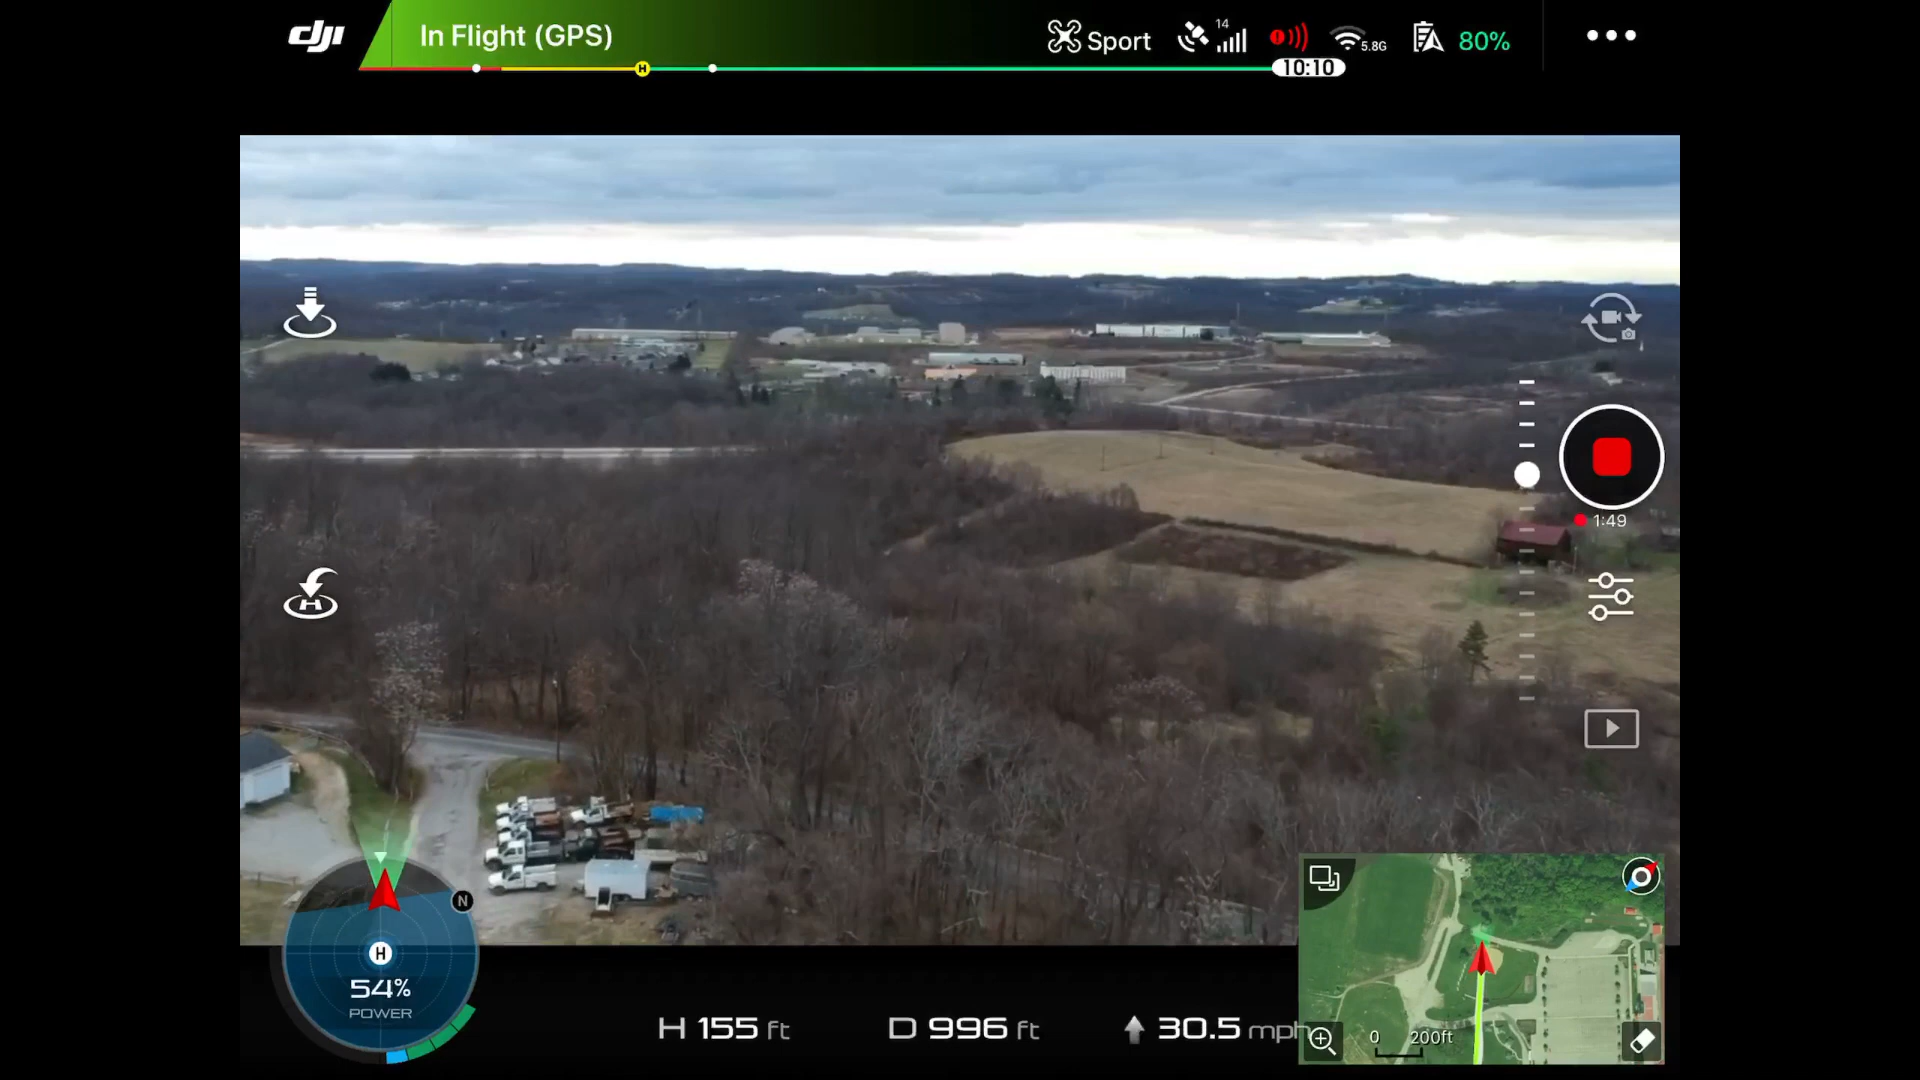 dji In Flight (GPS) Sport 14 5.8G 80%
H 10:10
1:49
N
H
54%
POWER
H 155 ft D 996 ft 30.5 mph
0 200ft